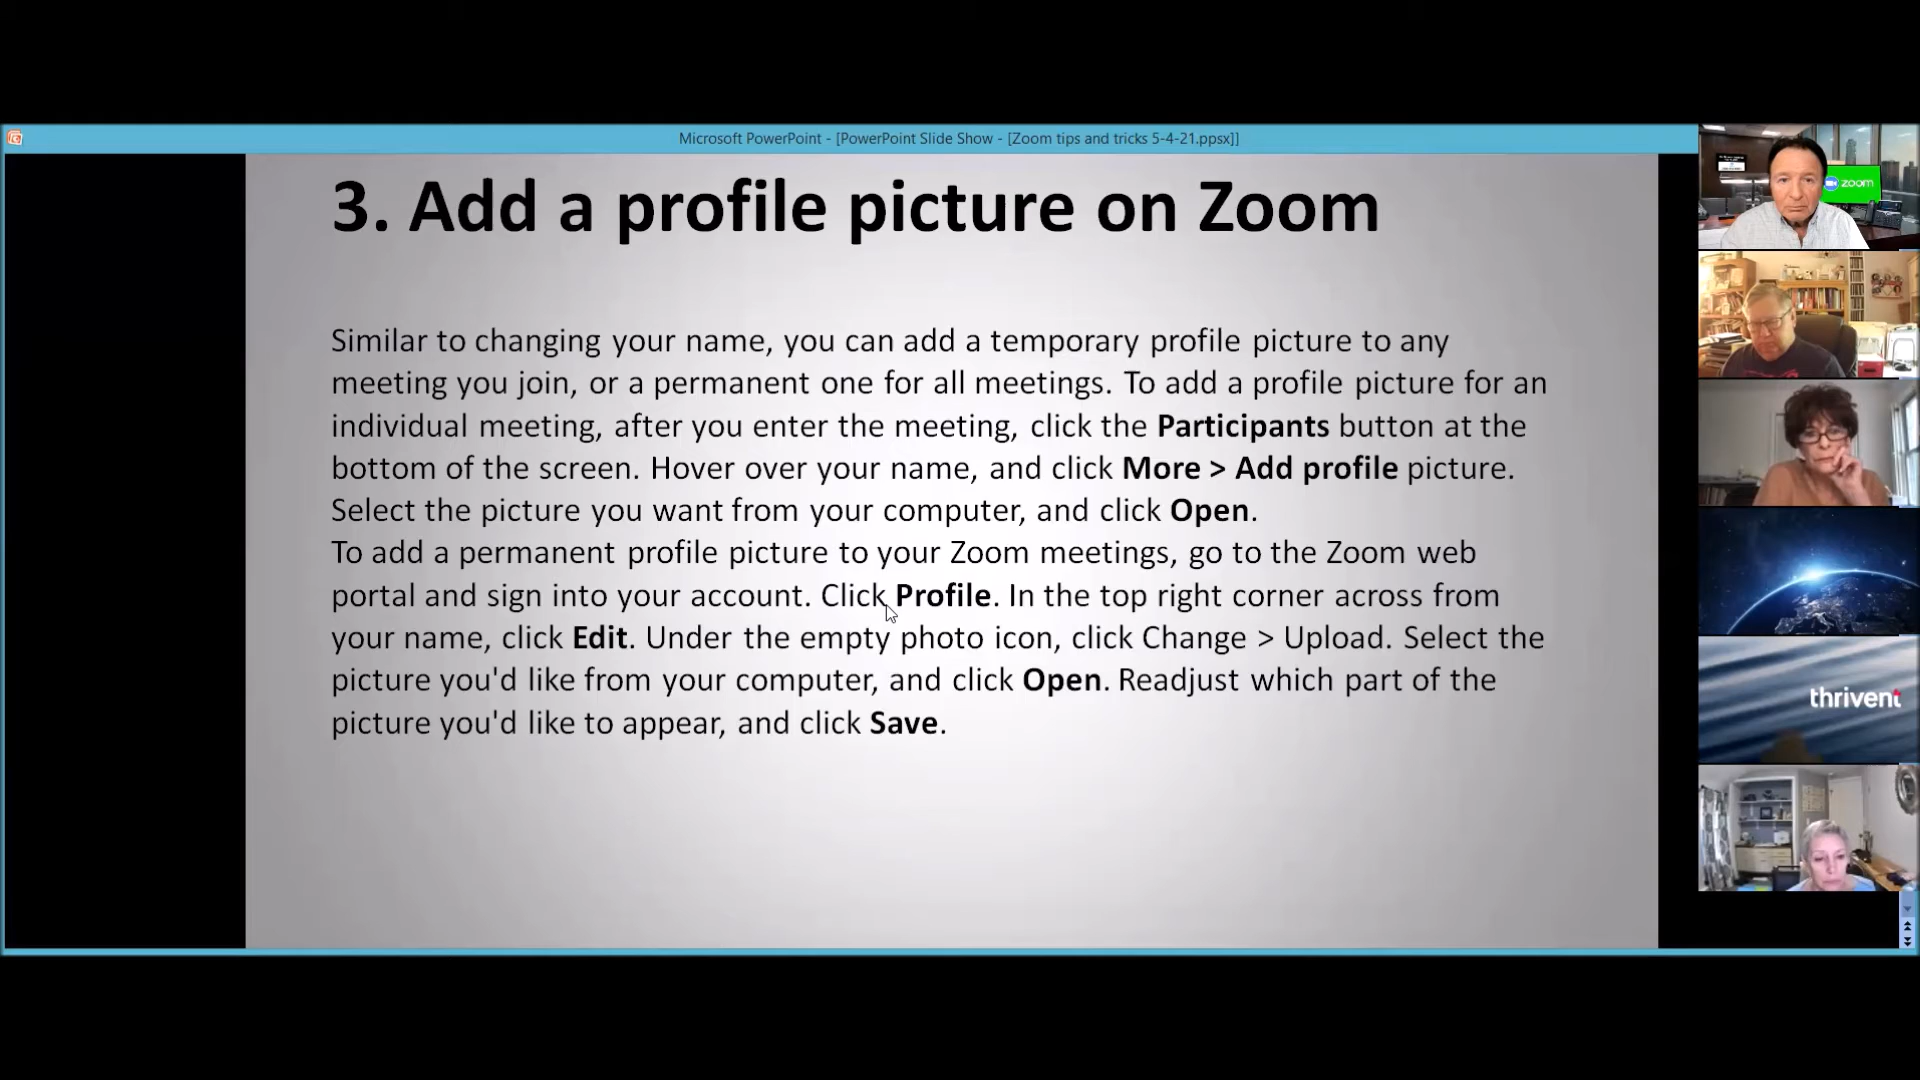 Microsoft PowerPoint - [PowerPoint Slide Show - [Zoom tips and tricks 5-4-21.ppsx]]
3. Add a profile picture on Zoom
Similar to changing your name, you can add a temporary profile picture to any
meeting you join, or a permanent one for all meetings. To add a profile picture for an
individual meeting, after you enter the meeting, click the Participants button at the
bottom of the screen. Hover over your name, and click More > Add profile picture.
Select the picture you want from your computer, and click Open.
To add a permanent profile picture to your Zoom meetings, go to the Zoom web
portal and sign into your account. Click Profile. In the top right corner across from
your name, click Edit. Under the empty photo icon, click Change > Upload. Select the
picture you'd like from your computer, and click Open. Readjust which part of the
picture you'd like to appear, and click Save.
zoom
thrivent